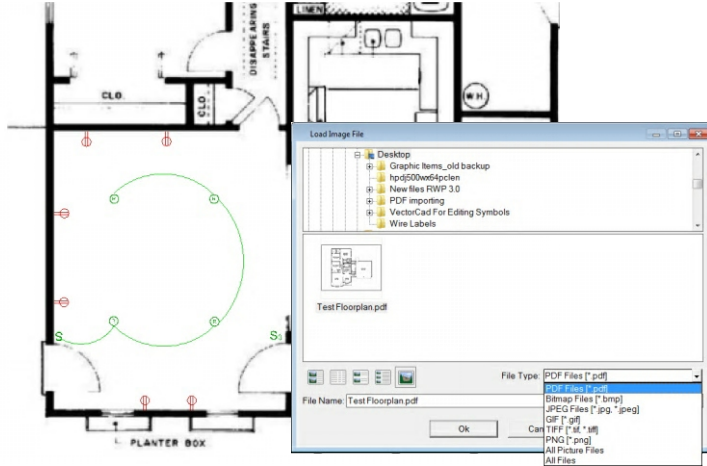 LINEN
DISAPPEARING
STAIRS
CLO.
CLO
W.H.
S
S3
PLANTER BOX
Load Image File
Desktop
Graphic Items_old backup
hpdj500wx64pclen
New files RWP 3.0
PDF importing
VectorCad For Editing Symbols
Wire Labels
Test Floorplan.pdf
File Type: PDF Files [*.pdf]
File Name: Test Floorplan.pdf
Ok
Can
PDF Files [*.pdf]
Bitmap Files [*.bmp]
JPEG Files [*.jpg, *.jpeg]
GIF [*.gif]
TIFF [*.tif, *.tiff]
PNG [*.png]
All Picture Files
All Files